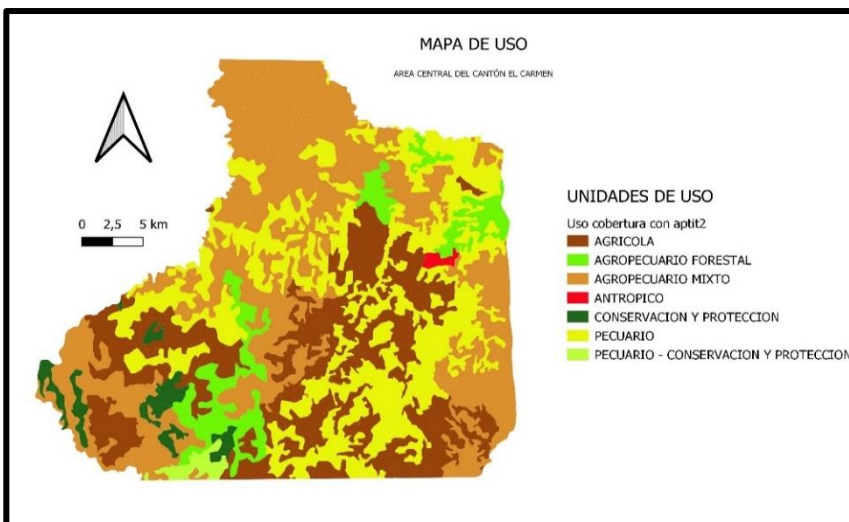 MAPA DE USO
AREA CENTRAL DEL CANTÓN EL CARMEN
0 2,5 5 km
UNIDADES DE USO
Uso cobertura con aptit2
AGRICOLA
AGROPECUARIO FORESTAL
AGROPECUARIO MIXTO
ANTROPICO
CONSERVACION Y PROTECCION
PECUARIO
PECUARIO - CONSERVACION Y PROTECCION